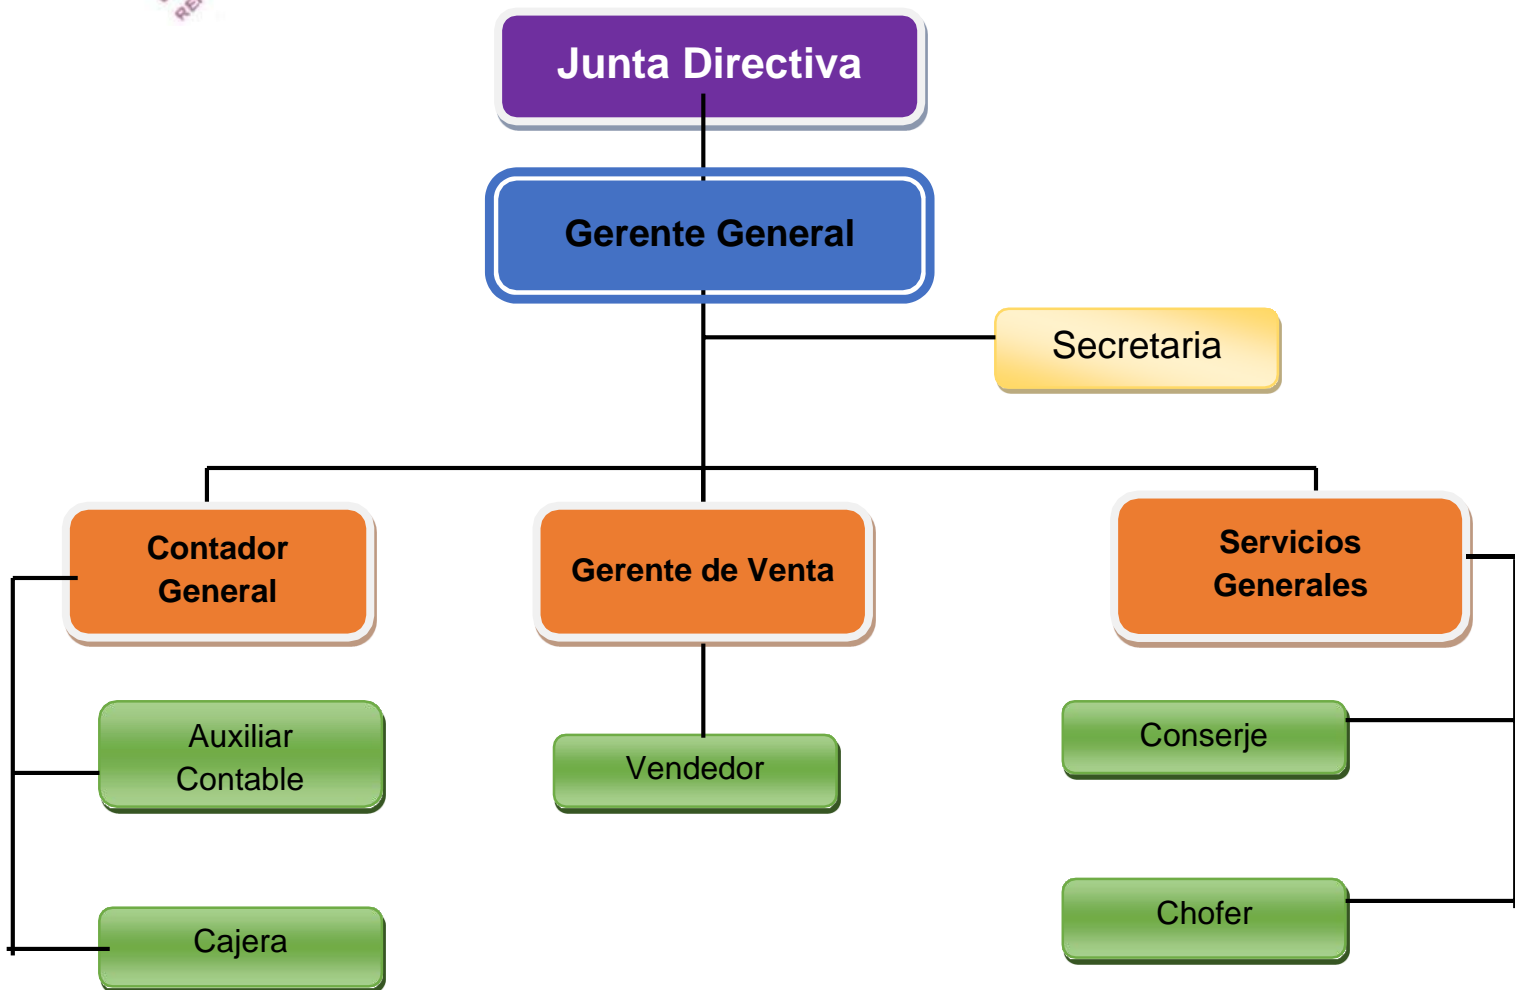 Junta Directiva
Gerente General
Secretaria
Contador
General
Gerente de Venta
Servicios
Generales
Auxiliar
Contable
Vendedor
Conserje
Cajera
Chofer